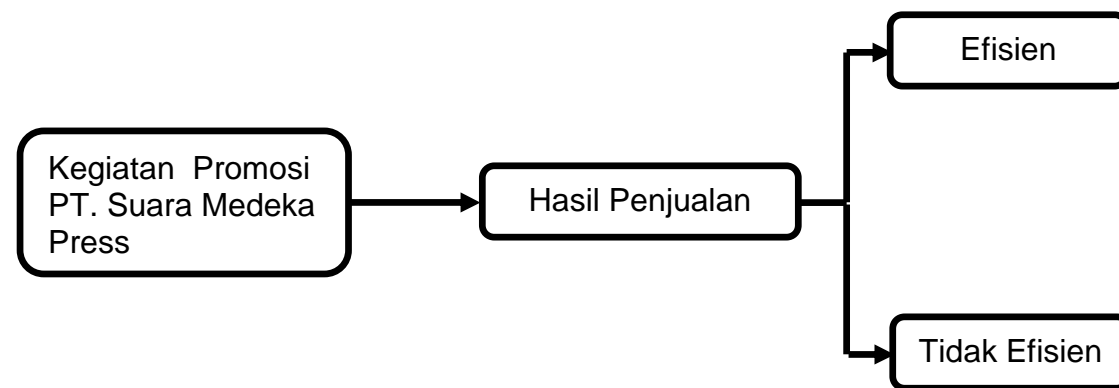 Efisien
Kegiatan Promosi
PT. Suara Medeka
Press
Hasil Penjualan
Tidak Efisien